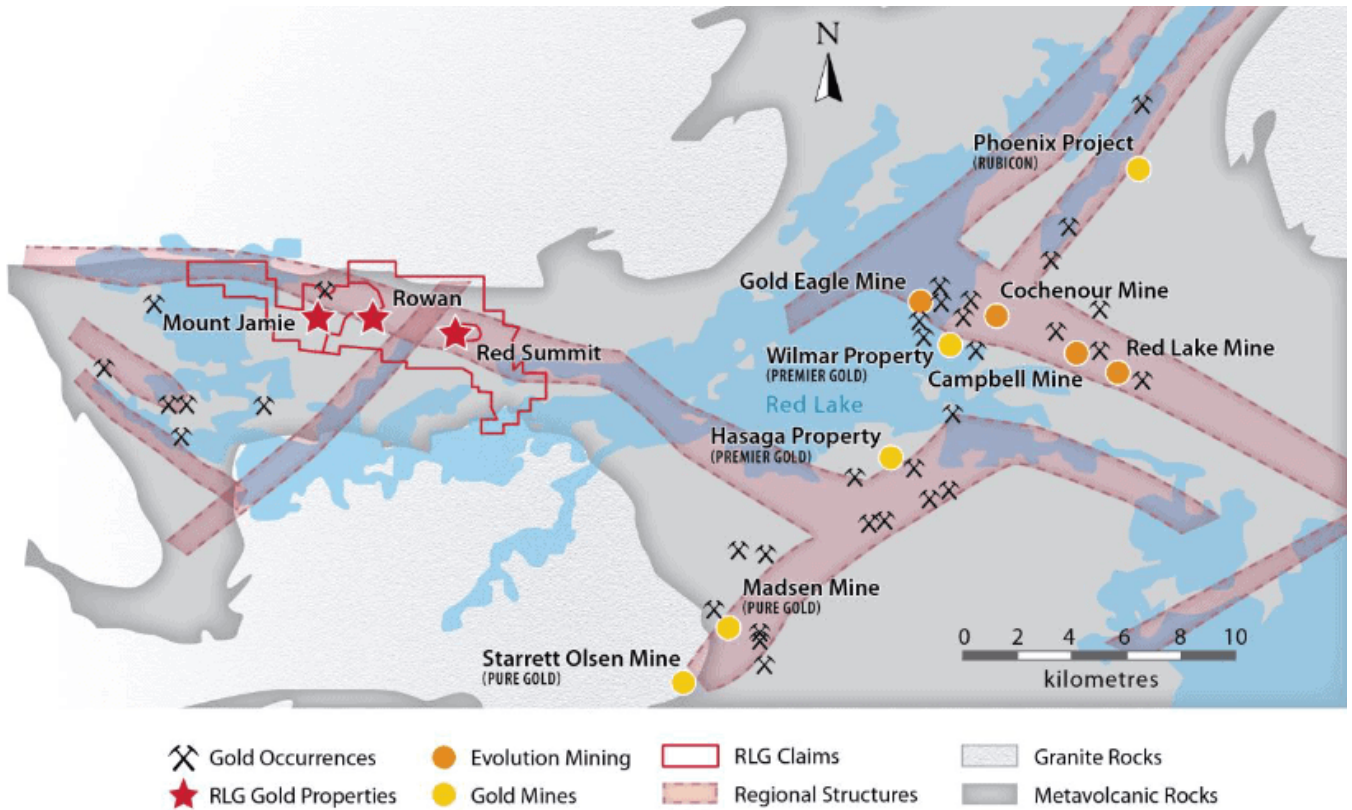 N
Phoenix Project
(RUBICON)
Gold Eagle Mine
Cochenour Mine
Rowan
Mount Jamie
Red Summit
Wilmar Property
(PREMIER GOLD)
Red Lake Mine
Campbell Mine
Red Lake
Hasaga Property
(PREMIER GOLD)
Madsen Mine
(PURE GOLD)
Starrett Olsen Mine
(PURE GOLD)
0 2 4 6 8 10
kilometres
Gold Occurrences
Evolution Mining
RLG Claims
Granite Rocks
RLG Gold Properties
Gold Mines
Regional Structures
Metavolcanic Rocks